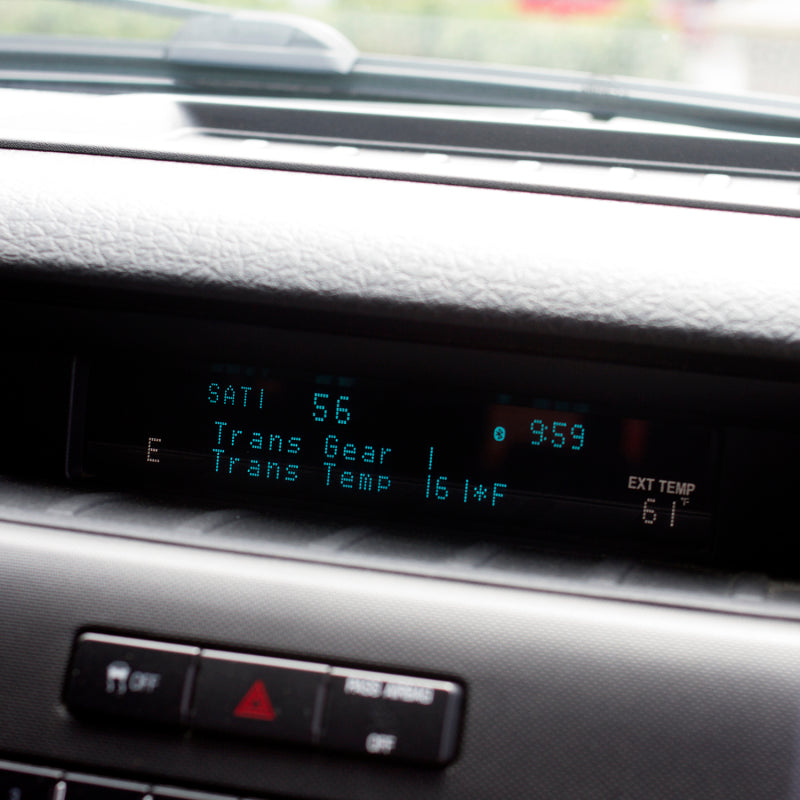 SAT1 56
9:59
Trans Gear 1
E
Trans Temp 161*F
EXT TEMP
61°F
OFF
PASS AIRBAG
OFF